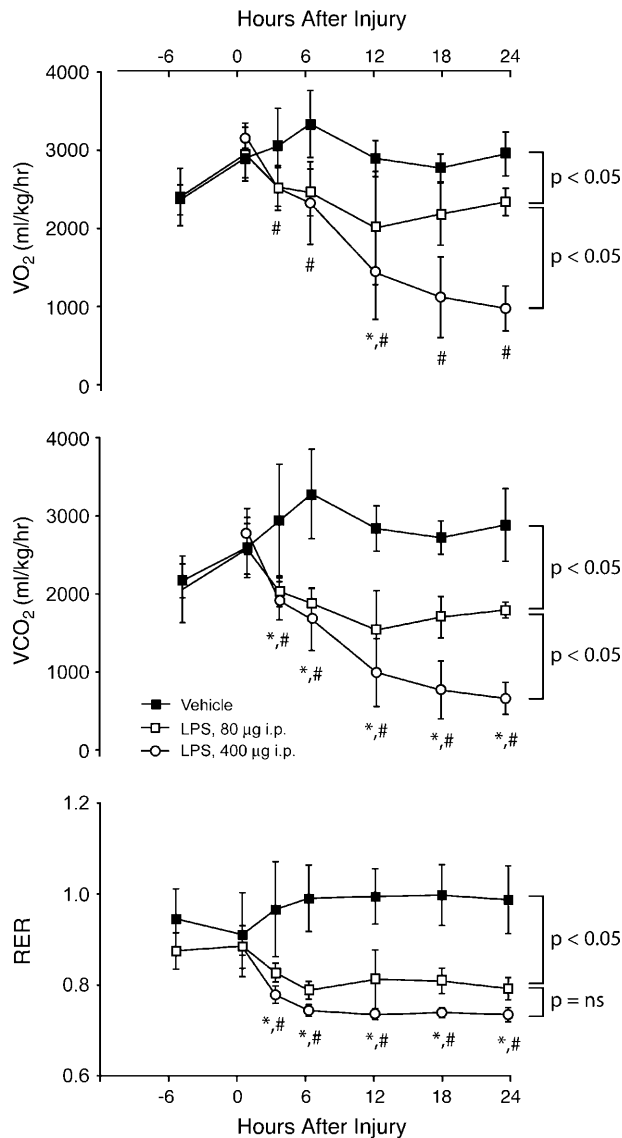 Hours After Injury
-6 0 6 12 18 24
4000
3000
2000
1000
0
VO2 (ml/kg/hr)
#
#
*,#
#
#
p < 0.05
p < 0.05
4000
3000
2000
1000
0
VCO2 (ml/kg/hr)
*,#
*,#
*,#
*,#
*,#
p < 0.05
p < 0.05
Vehicle
LPS, 80 μg i.p.
LPS, 400 μg i.p.
1.2
1.0
0.8
0.6
RER
*,#
*,#
*,#
*,#
*,#
p < 0.05
p = ns
-6 0 6 12 18 24
Hours After Injury